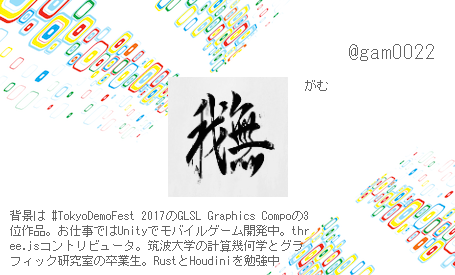 @gam0022
がむ
我無
背景は #TokyoDemoFest 2017のGLSL Graphics Compoの3
位作品。お仕事ではUnityでモバイルゲーム開発中。thr
ee.jsコントリビュータ。筑波大学の計算幾何学とグラ
フィック研究室の卒業生。RustとHoudiniを勉強中